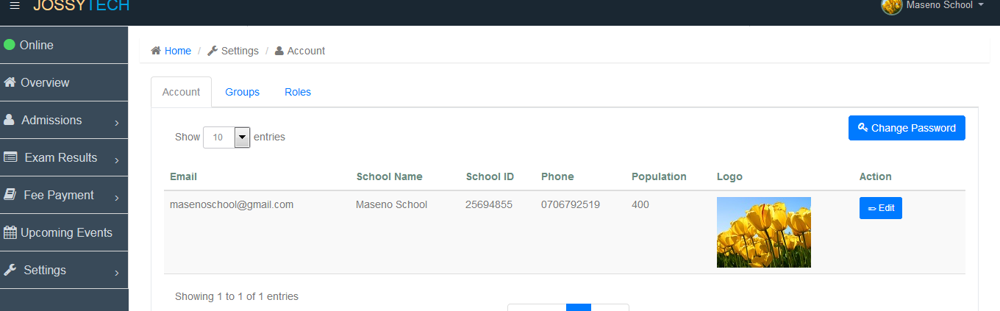 JOSSYTECH
Maseno School
Online
Overview
Admissions
Exam Results
Fee Payment
Upcoming Events
Settings
Home / Settings / Account
Account Groups Roles
Change Password
Show 10 entries
Email School Name School ID Phone Population Logo Action
masenoschool@gmail.com Maseno School 25694855 0706792519 400 Edit
Showing 1 to 1 of 1 entries